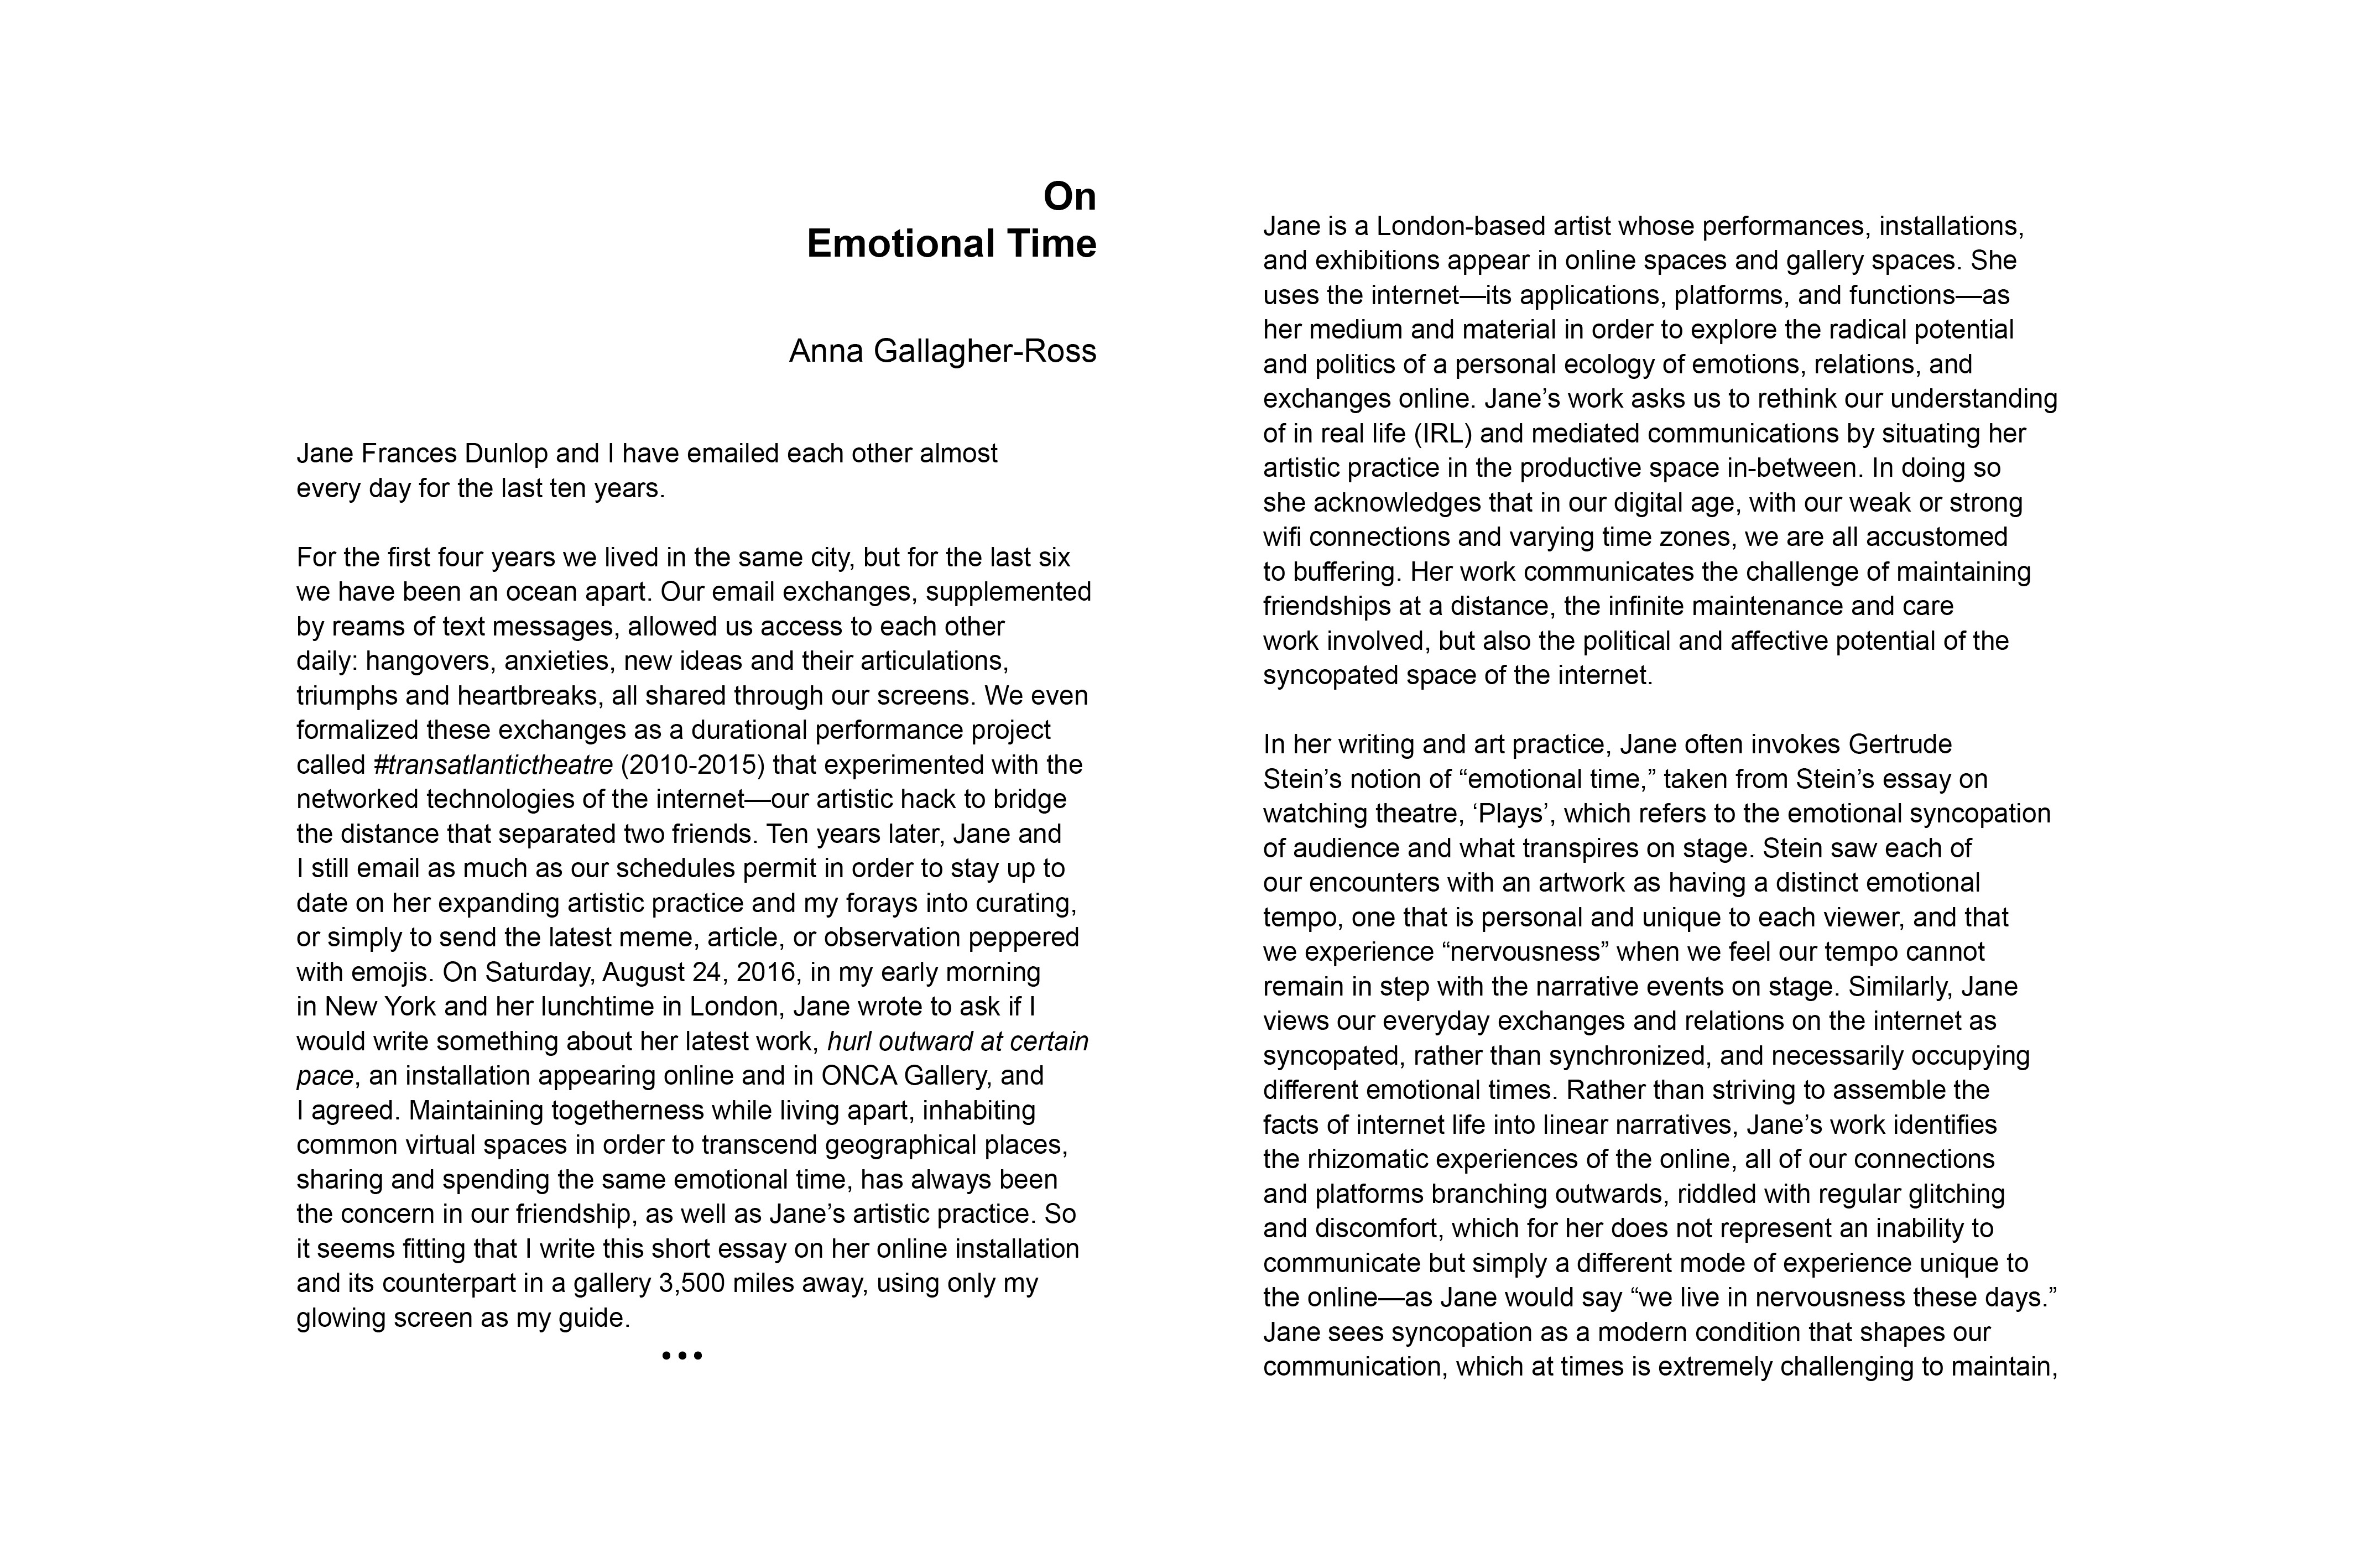 On
Emotional Time
Anna Gallagher-Ross
Jane Frances Dunlop and I have emailed each other almost
every day for the last ten years.
For the first four years we lived in the same city, but for the last six
we have been an ocean apart. Our email exchanges, supplemented
by reams of text messages, allowed us access to each other
daily: hangovers, anxieties, new ideas and their articulations,
triumphs and heartbreaks, all shared through our screens. We even
formalized these exchanges as a durational performance project
called #transatlantictheatre (2010-2015) that experimented with the
networked technologies of the internet—our artistic hack to bridge
the distance that separated two friends. Ten years later, Jane and
I still email as much as our schedules permit in order to stay up to
date on her expanding artistic practice and my forays into curating,
or simply to send the latest meme, article, or observation peppered
with emojis. On Saturday, August 24, 2016, in my early morning
in New York and her lunchtime in London, Jane wrote to ask if I
would write something about her latest work, hurl outward at certain
pace, an installation appearing online and in ONCA Gallery, and
I agreed. Maintaining togetherness while living apart, inhabiting
common virtual spaces in order to transcend geographical places,
sharing and spending the same emotional time, has always been
the concern in our friendship, as well as Jane’s artistic practice. So
it seems fitting that I write this short essay on her online installation
and its counterpart in a gallery 3,500 miles away, using only my
glowing screen as my guide.
•••
Jane is a London-based artist whose performances, installations,
and exhibitions appear in online spaces and gallery spaces. She
uses the internet—its applications, platforms, and functions—as
her medium and material in order to explore the radical potential
and politics of a personal ecology of emotions, relations, and
exchanges online. Jane’s work asks us to rethink our understanding
of in real life (IRL) and mediated communications by situating her
artistic practice in the productive space in-between. In doing so
she acknowledges that in our digital age, with our weak or strong
wifi connections and varying time zones, we are all accustomed
to buffering. Her work communicates the challenge of maintaining
friendships at a distance, the infinite maintenance and care
work involved, but also the political and affective potential of the
syncopated space of the internet.
In her writing and art practice, Jane often invokes Gertrude
Stein’s notion of “emotional time,” taken from Stein’s essay on
watching theatre, ‘Plays’, which refers to the emotional syncopation
of audience and what transpires on stage. Stein saw each of
our encounters with an artwork as having a distinct emotional
tempo, one that is personal and unique to each viewer, and that
we experience “nervousness” when we feel our tempo cannot
remain in step with the narrative events on stage. Similarly, Jane
views our everyday exchanges and relations on the internet as
syncopated, rather than synchronized, and necessarily occupying
different emotional times. Rather than striving to assemble the
facts of internet life into linear narratives, Jane’s work identifies
the rhizomatic experiences of the online, all of our connections
and platforms branching outwards, riddled with regular glitching
and discomfort, which for her does not represent an inability to
communicate but simply a different mode of experience unique to
the online—as Jane would say “we live in nervousness these days.”
Jane sees syncopation as a modern condition that shapes our
communication, which at times is extremely challenging to maintain,